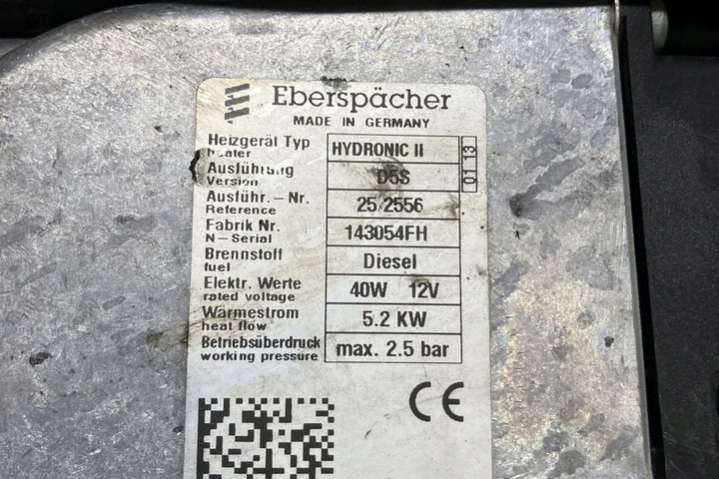 Eberspächer
MADE IN GERMANY
Heizgerät Typ HYDRONIC II 01 13
heater
Ausführung D5S
Version
Ausführ.-Nr. 25 2556
Reference
Fabrik Nr. 143054FH
N-Serial
Brennstoff Diesel
fuel
Elektr. Werte 40W 12V
rated voltage
Wärmestrom 5.2 KW
heat flow
Betriebsüberdruck max. 2.5 bar
working pressure
CE